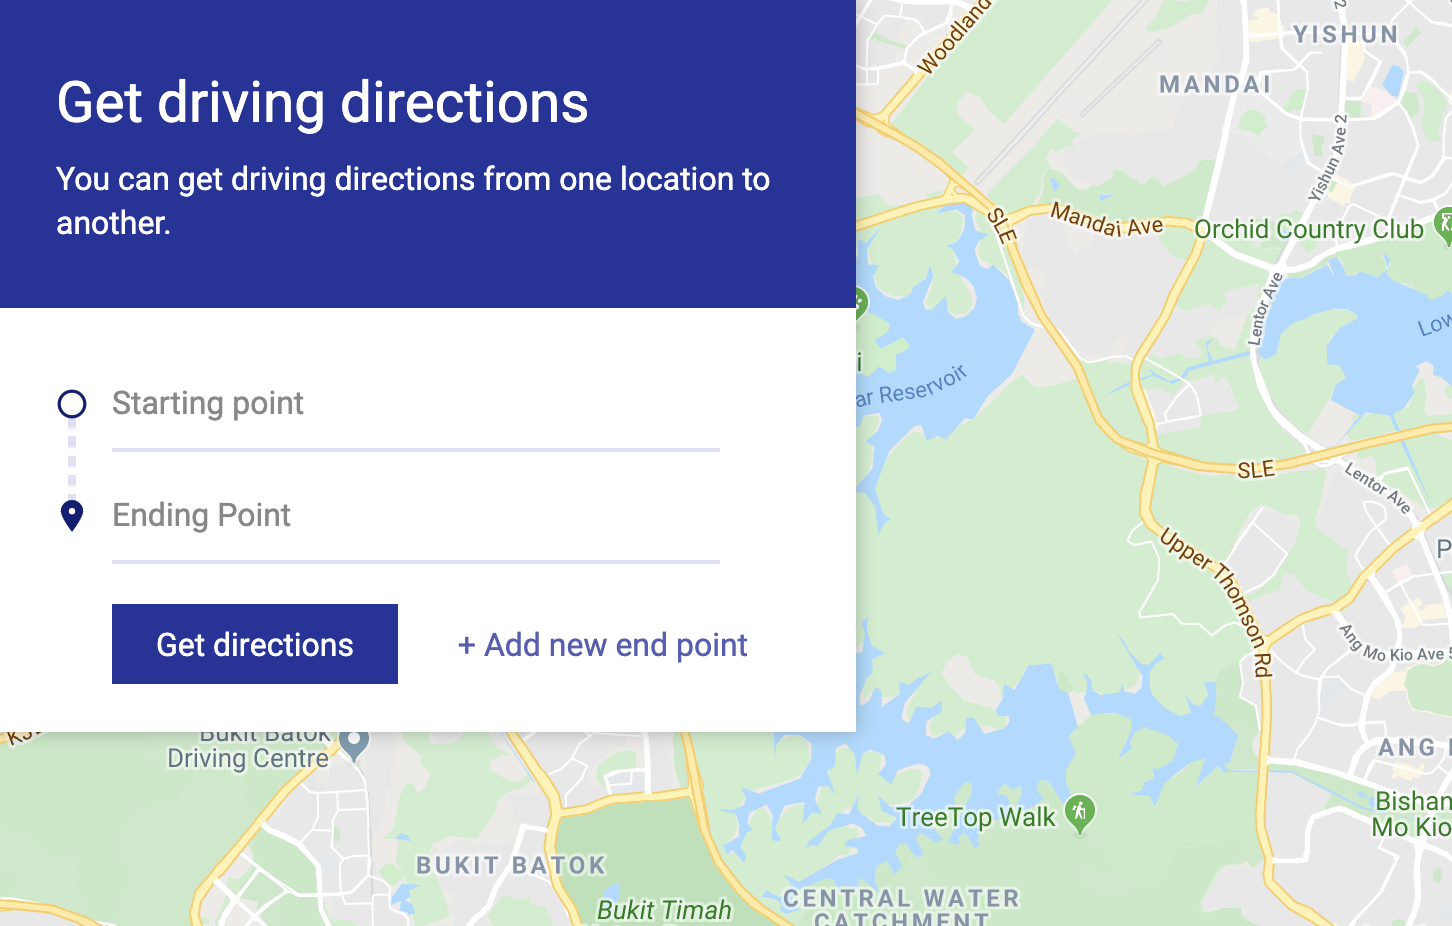 Get driving directions
You can get driving directions from one location to
another.
Starting point
Ending Point
Get directions
+ Add new end point
Woodland
YISHUN
MANDAI
Yishun Ave 2
SLE
Mandai Ave
Orchid Country Club
Lentor Ave
Low
ar Reservoir
SLE
Lentor Ave
Upper Thomson Rd
Ang Mo Kio Ave 5
ANG
Bukit Batok
Driving Centre
TreeTop Walk
Bishan
Mo Kio
BUKIT BATOK
Bukit Timah
CENTRAL WATER
CATCHMENT